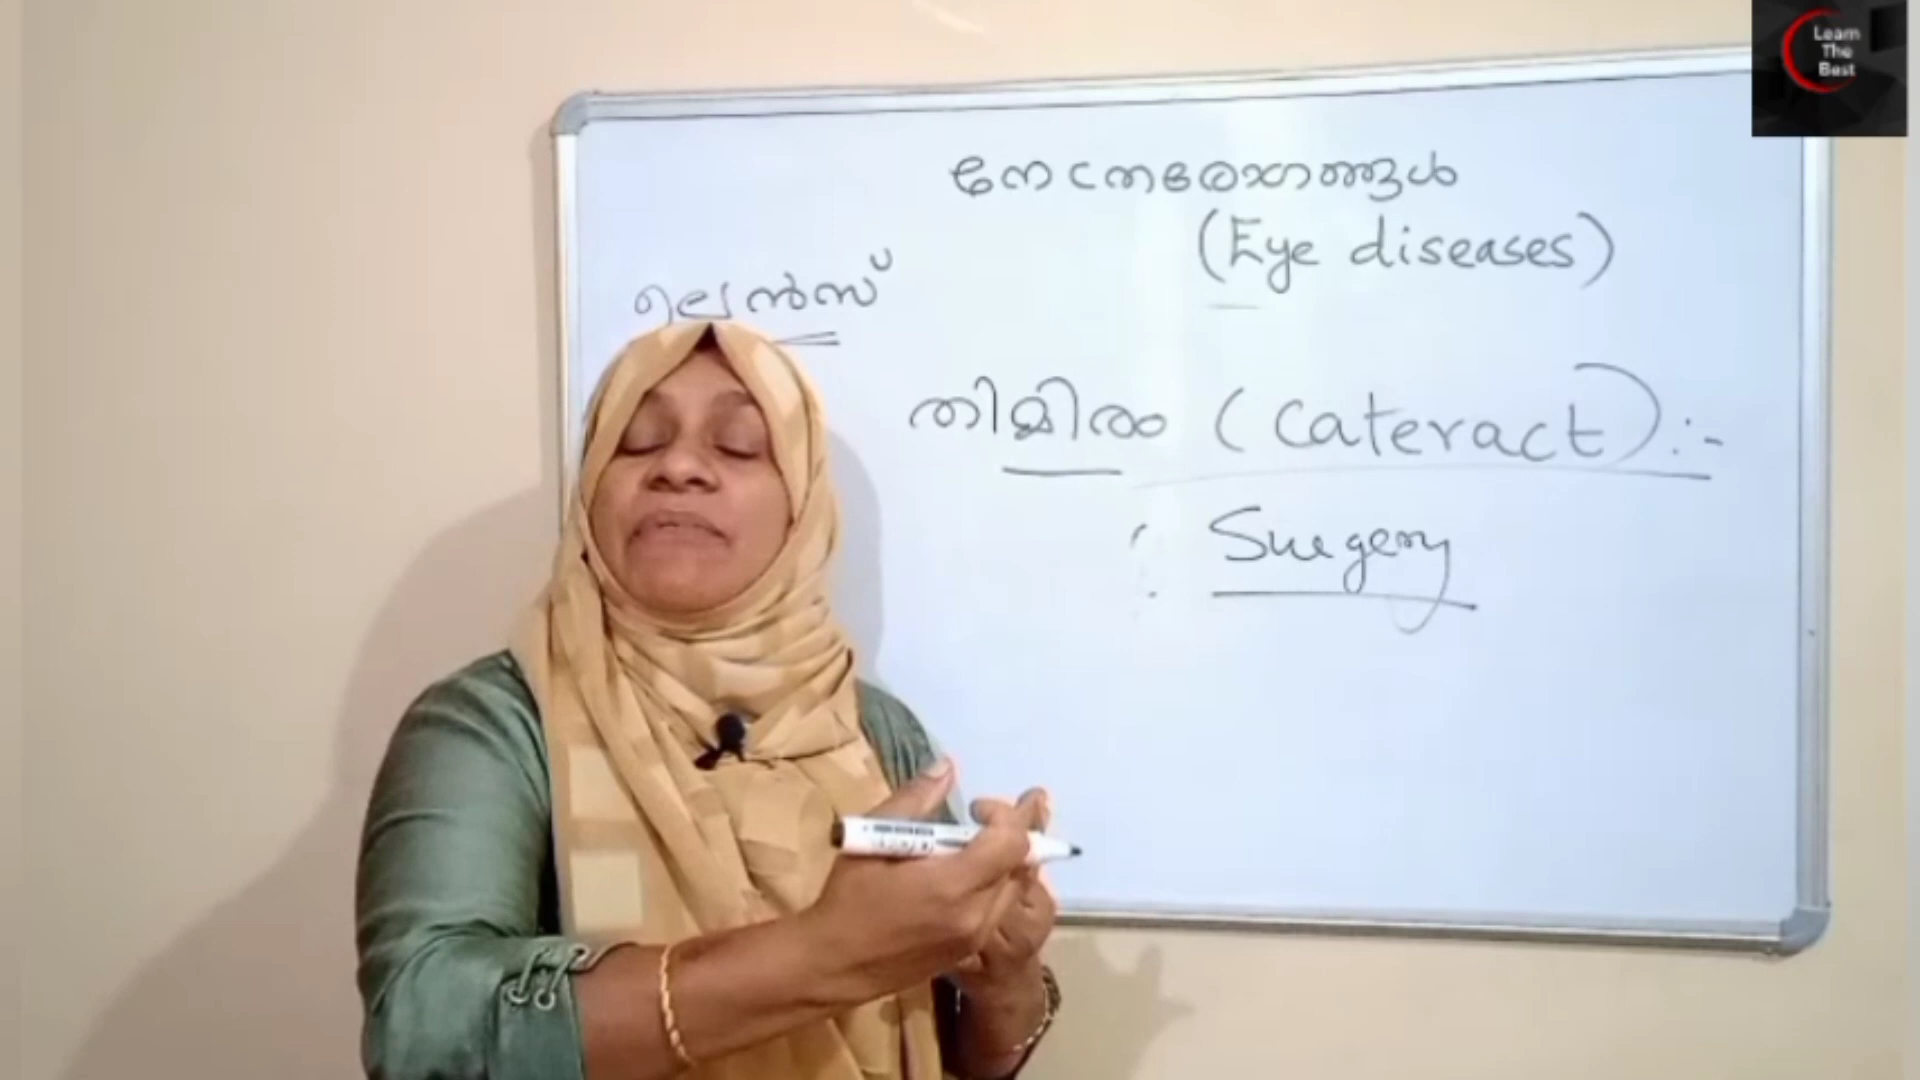 Learn
The
Best
നേത്രരോഗങ്ങൾ
(Eye diseases)
ലെൻസ്
തിമിരം (Cateract) :-
: Surgery